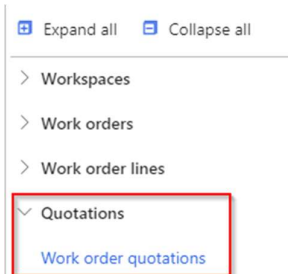 Expand all Collapse all
Workspaces
Work orders
Work order lines
Quotations
Work order quotations